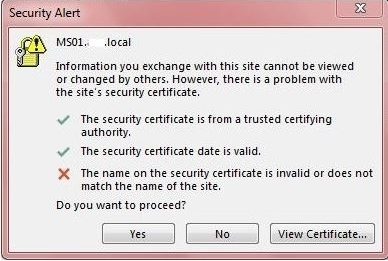 Security Alert
MS01. .local
Information you exchange with this site cannot be viewed
or changed by others. However, there is a problem with
the site's security certificate.
The security certificate is from a trusted certifying
authority.
The security certificate date is valid.
The name on the security certificate is invalid or does not
match the name of the site.
Do you want to proceed?
Yes No View Certificate...